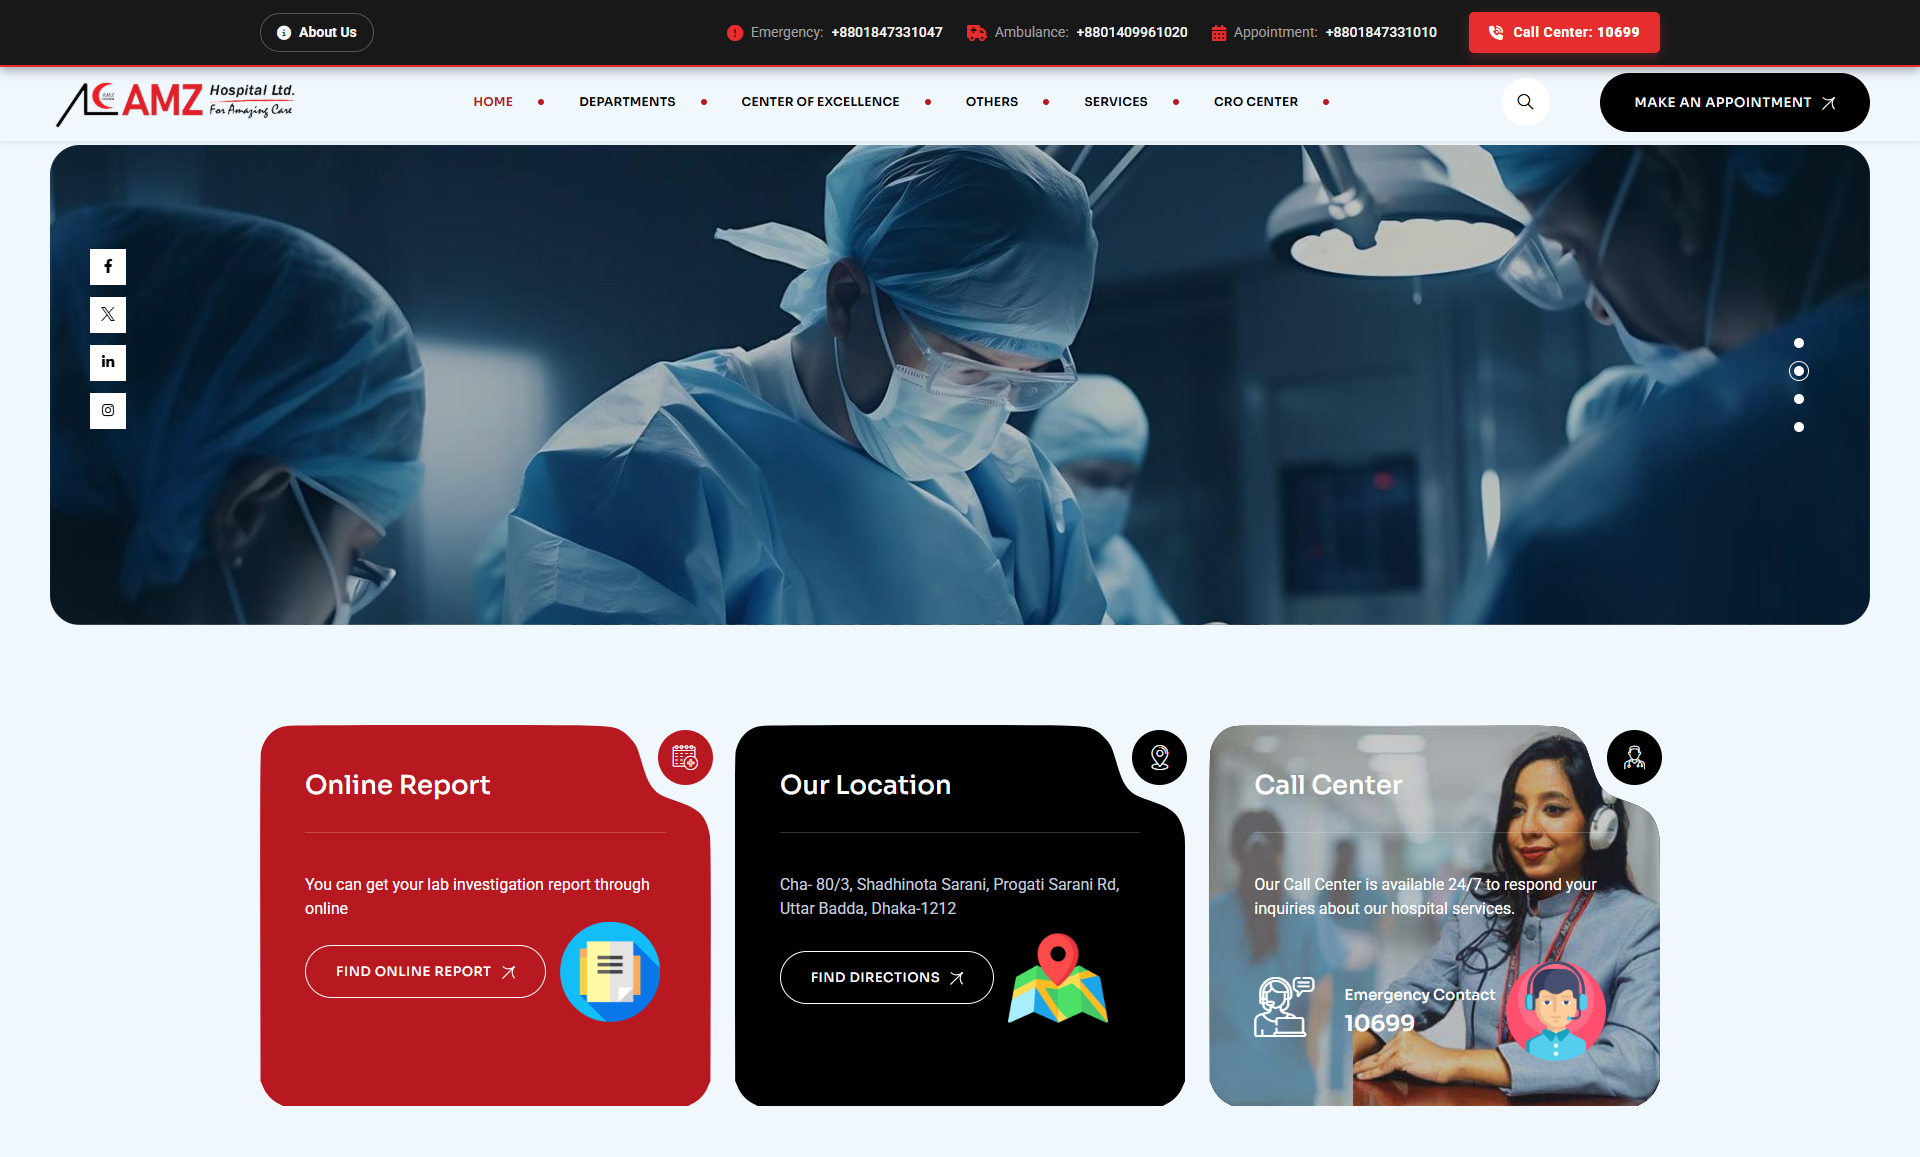 About Us
Emergency: +8801847331047
Ambulance: +8801409961020
Appointment: +8801847331010
Call Center: 10699
AMZ Hospital Ltd.
For Amazing Care
HOME
DEPARTMENTS
CENTER OF EXCELLENCE
OTHERS
SERVICES
CRO CENTER
MAKE AN APPOINTMENT
Online Report
You can get your lab investigation report through
online
FIND ONLINE REPORT
Our Location
Cha- 80/3, Shadhinota Sarani, Progati Sarani Rd,
Uttar Badda, Dhaka-1212
FIND DIRECTIONS
Call Center
Our Call Center is available 24/7 to respond your
inquiries about our hospital services.
Emergency Contact
10699